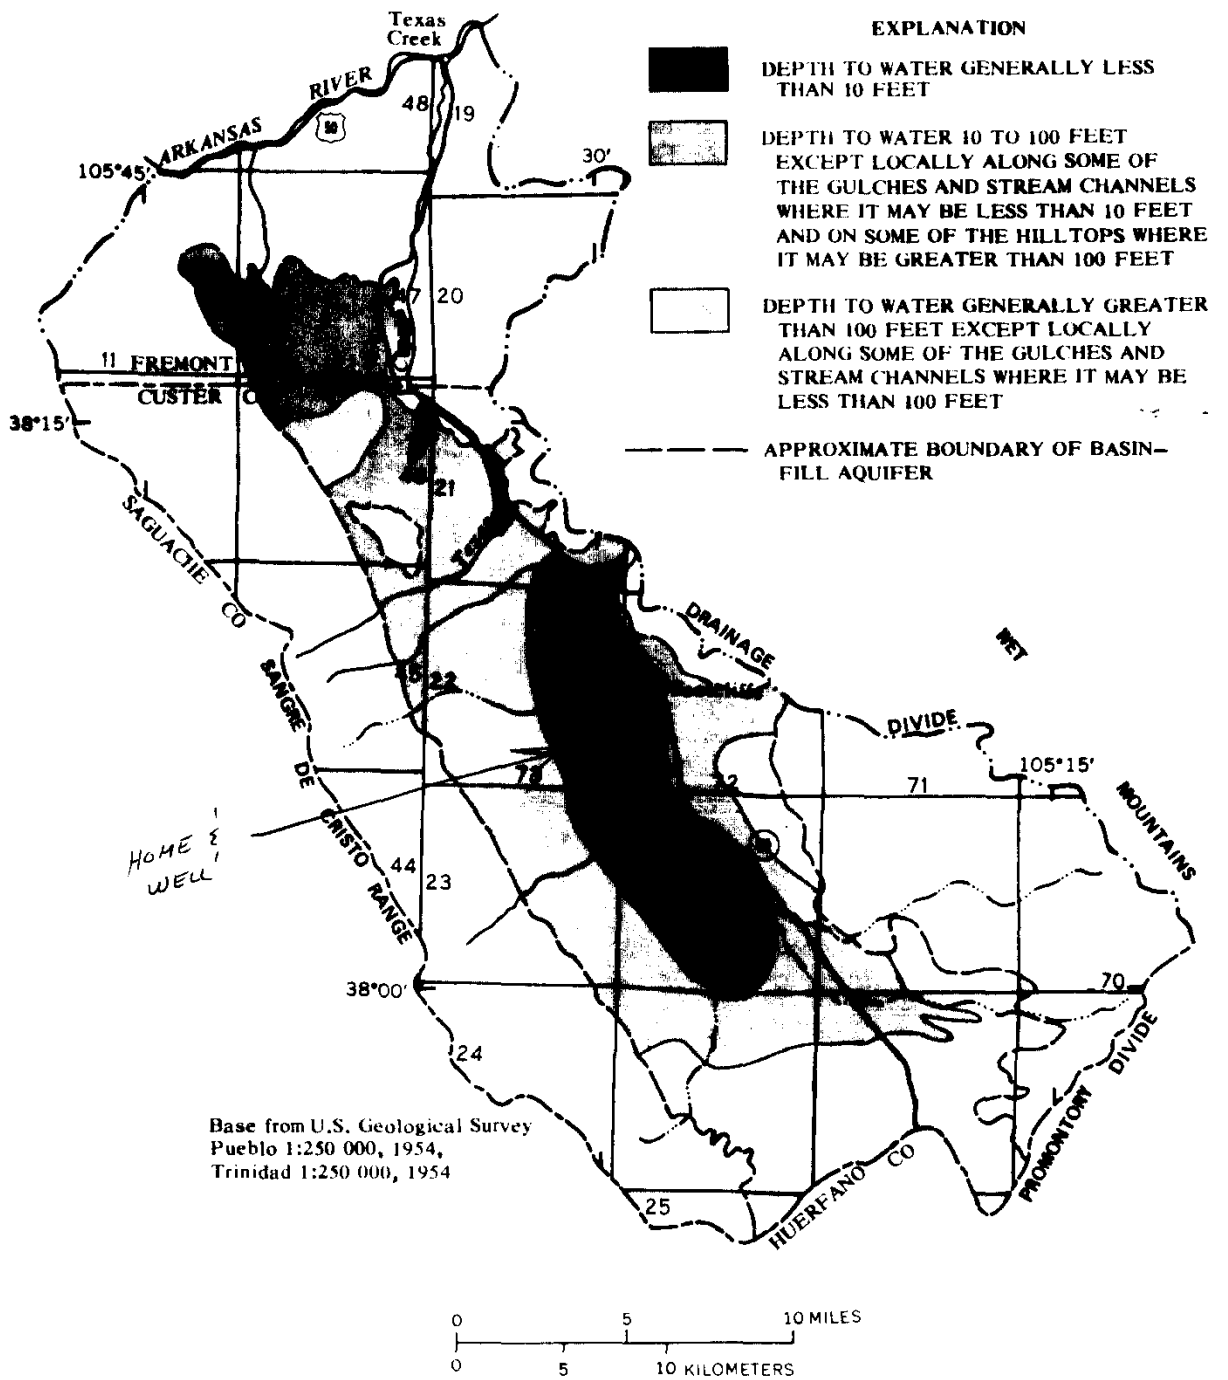 Texas
Creek
ARKANSAS RIVER
50
48
19
105°45'
30'
47
20
11
FREMONT
CUSTER
38°15'
21
SAGUACHE CO
DRAINAGE
DIVIDE
WET
MOUNTAINS
22
SANGRE DE CRISTO RANGE
73
71
105°15'
HOME &
WELL
44
23
38°00'
70
24
25
HUERFANO CO
PROMONTORY DIVIDE
EXPLANATION
DEPTH TO WATER GENERALLY LESS
THAN 10 FEET
DEPTH TO WATER 10 TO 100 FEET
EXCEPT LOCALLY ALONG SOME OF
THE GULCHES AND STREAM CHANNELS
WHERE IT MAY BE LESS THAN 10 FEET
AND ON SOME OF THE HILLTOPS WHERE
IT MAY BE GREATER THAN 100 FEET
DEPTH TO WATER GENERALLY GREATER
THAN 100 FEET EXCEPT LOCALLY
ALONG SOME OF THE GULCHES AND
STREAM CHANNELS WHERE IT MAY BE
LESS THAN 100 FEET
APPROXIMATE BOUNDARY OF BASIN–
FILL AQUIFER
Base from U.S. Geological Survey
Pueblo 1:250 000, 1954,
Trinidad 1:250 000, 1954
0 5 10 MILES
0 5 10 KILOMETERS